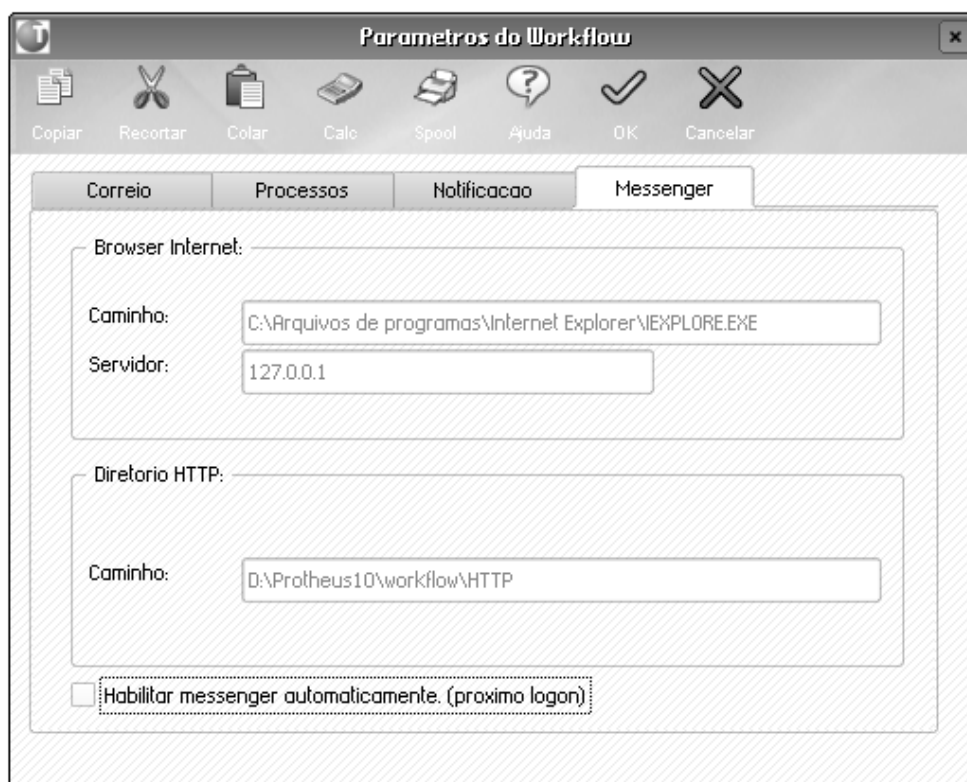 Parametros do Workflow
Copiar Recortar Colar Calc Spool Ajuda OK Cancelar
Correio Processos Notificacao Messenger
Browser Internet:
Caminho: C:\Arquivos de programas\Internet Explorer\IEXPLORE.EXE
Servidor: 127.0.0.1
Diretorio HTTP:
Caminho: D:\Protheus10\workflow\HTTP
Habilitar messenger automaticamente. (proximo logon)